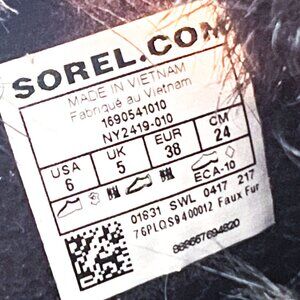 SOREL.COM
MADE IN VIETNAM
Fabriqué au Vietnam
1690541010
NY2419-010
USA UK EUR CM
6 5 38 24
ECA-10
01631 SWL 0417 217
76PLQS9400012 Faux Fur